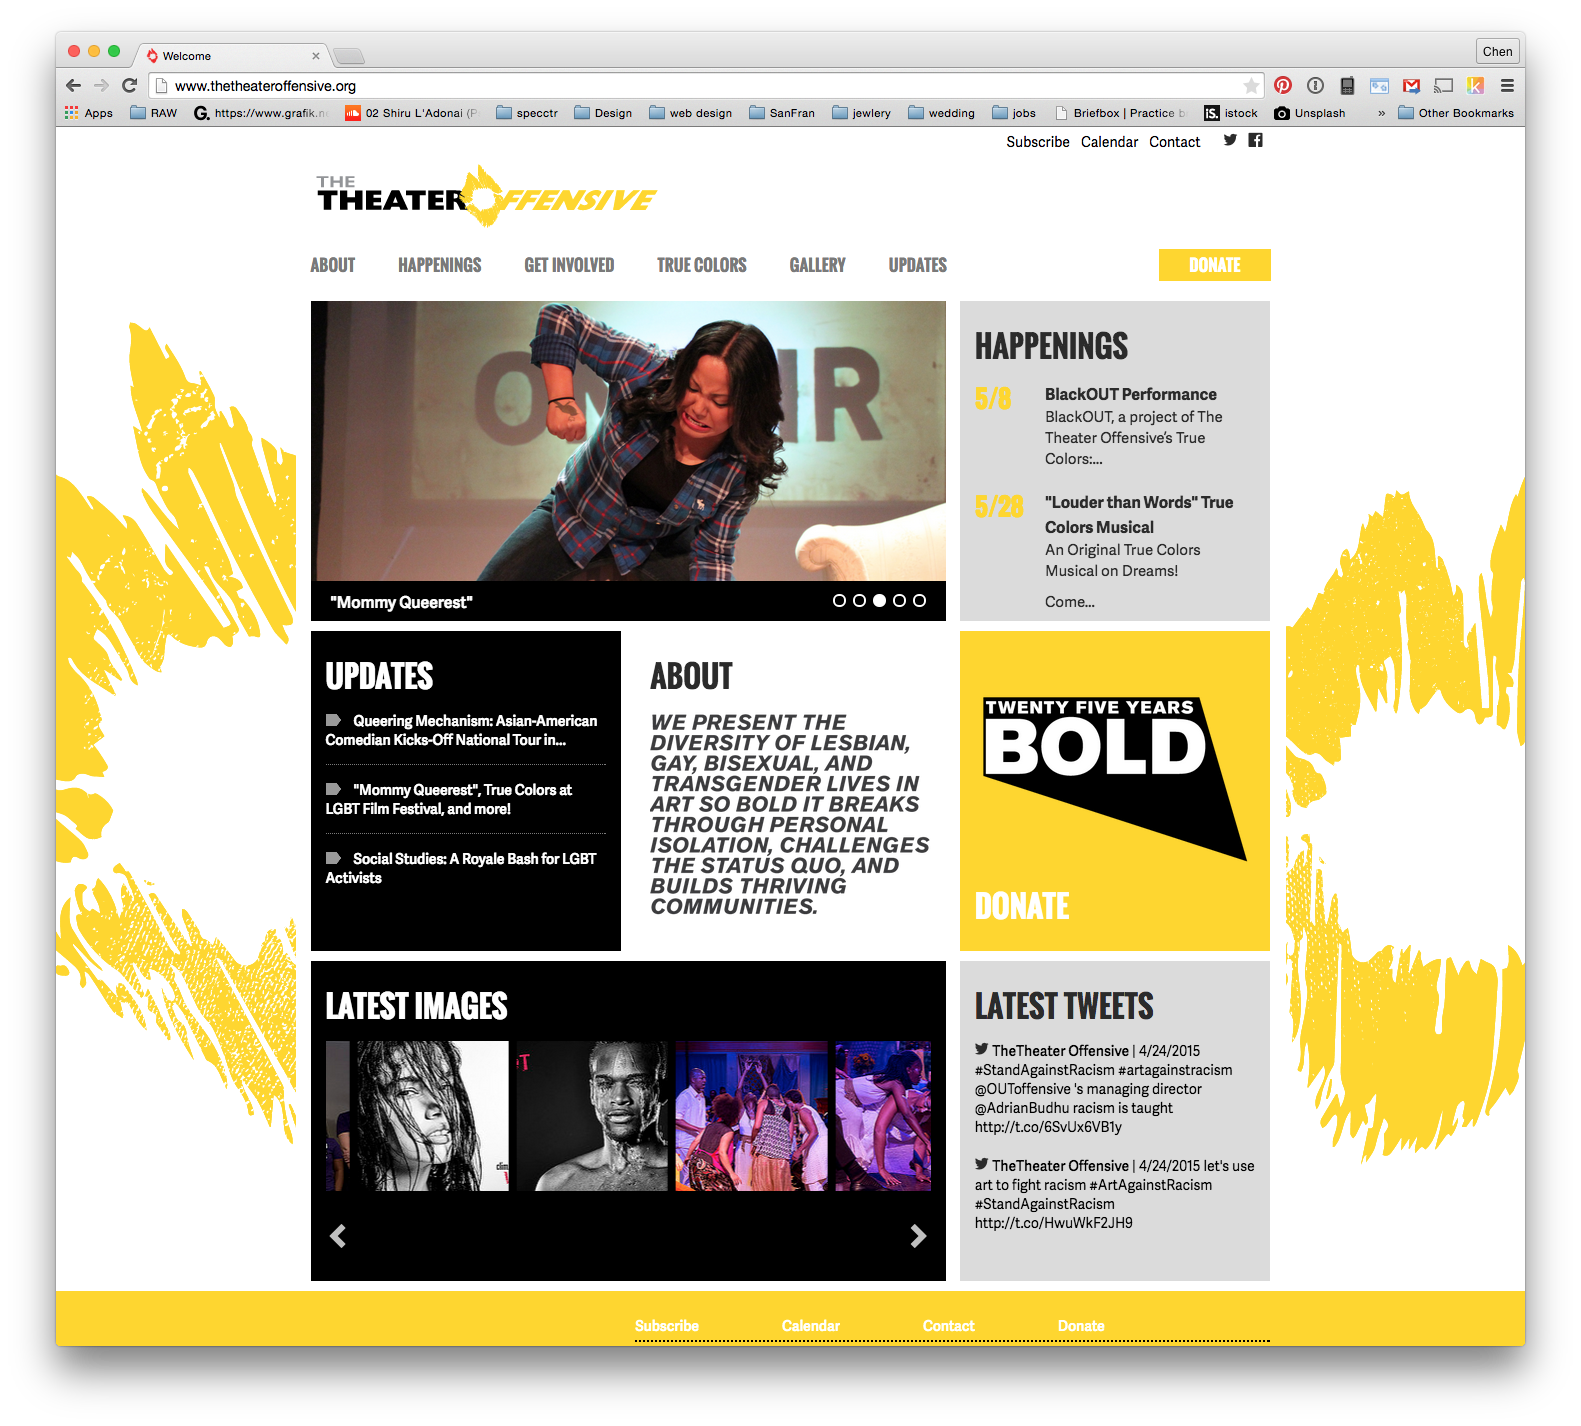 Welcome
Chen
www.thetheateroffensive.org
Apps RAW https://www.grafik.n 02 Shiru L'Adonai (P specctr Design web design SanFran jewlery wedding jobs Briefbox | Practice b istock Unsplash » Other Bookmarks
Subscribe Calendar Contact
THE
THEATER OFFENSIVE
ABOUT HAPPENINGS GET INVOLVED TRUE COLORS GALLERY UPDATES DONATE
ON AIR
"Mommy Queerest"
HAPPENINGS
5/8 BlackOUT Performance
BlackOUT, a project of The
Theater Offensive's True
Colors:...
5/28 "Louder than Words" True
Colors Musical
An Original True Colors
Musical on Dreams!
Come...
UPDATES
Queering Mechanism: Asian-American
Comedian Kicks-Off National Tour in...
"Mommy Queerest", True Colors at
LGBT Film Festival, and more!
Social Studies: A Royale Bash for LGBT
Activists
ABOUT
WE PRESENT THE
DIVERSITY OF LESBIAN,
GAY, BISEXUAL, AND
TRANSGENDER LIVES IN
ART SO BOLD IT BREAKS
THROUGH PERSONAL
ISOLATION, CHALLENGES
THE STATUS QUO, AND
BUILDS THRIVING
COMMUNITIES.
TWENTY FIVE YEARS
BOLD
DONATE
LATEST IMAGES
LATEST TWEETS
TheTheater Offensive | 4/24/2015
#StandAgainstRacism #artagainstracism
@OUToffensive 's managing director
@AdrianBudhu racism is taught
http://t.co/6SvUx6VB1y
TheTheater Offensive | 4/24/2015 let's use
art to fight racism #ArtAgainstRacism
#StandAgainstRacism
http://t.co/HwuWkF2JH9
Subscribe Calendar Contact Donate